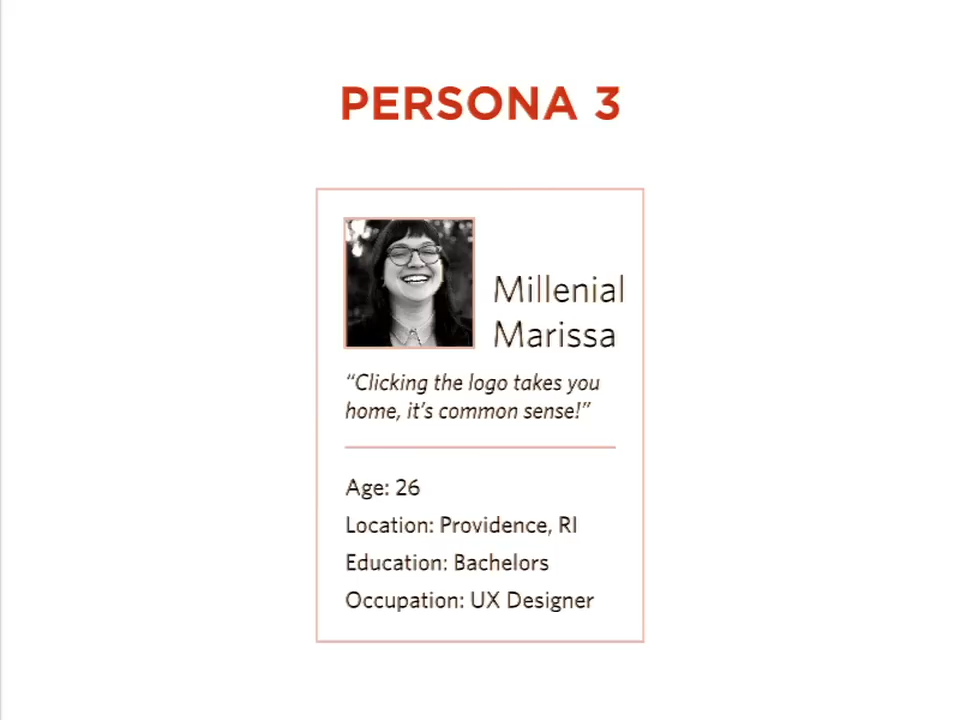 PERSONA 3
Millenial
Marissa
“Clicking the logo takes you
home, it’s common sense!”
Age: 26
Location: Providence, RI
Education: Bachelors
Occupation: UX Designer